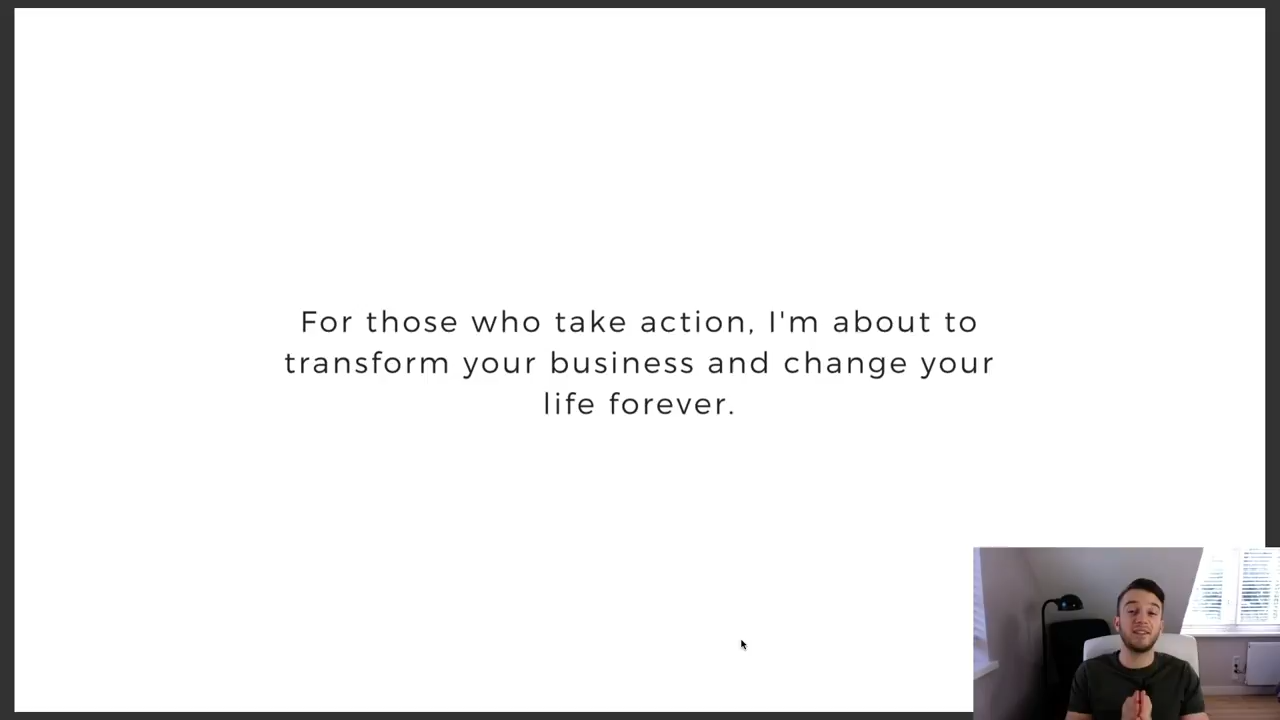 For those who take action, I'm about to
transform your business and change your
life forever.